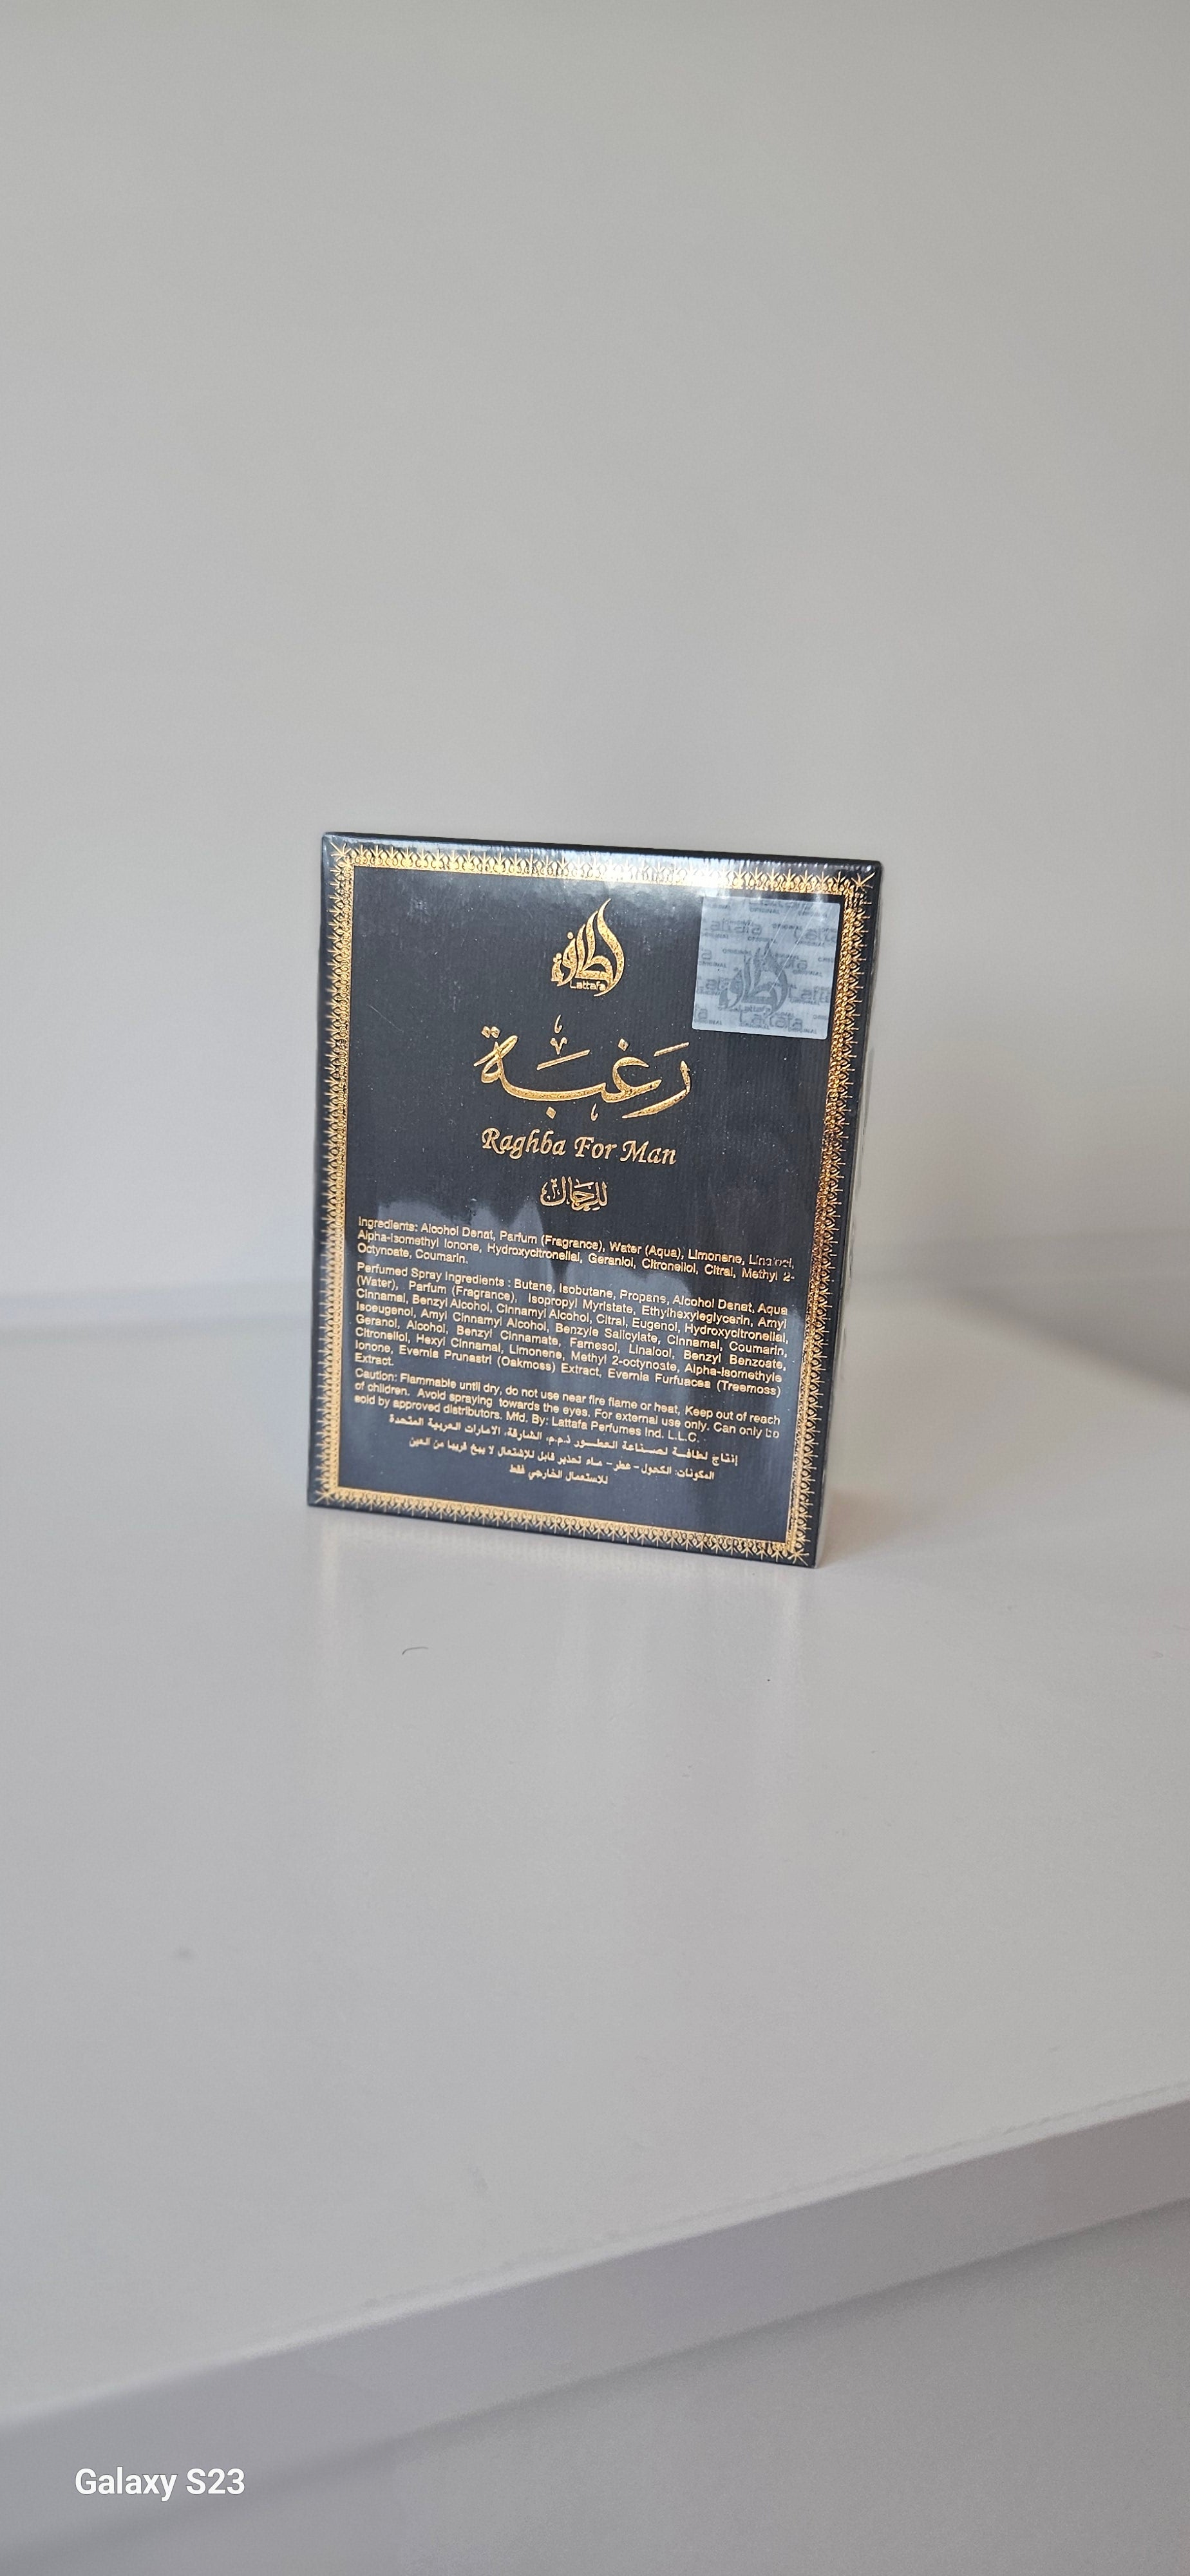 لطافة
Lattafa
ORIGINAL
Lattafa
رَغبَة
Raghba For Man
للرجال
Ingredients: Alcohol Denat, Parfum (Fragrance), Water (Aqua), Limonene, Linalool,
Alpha-Isomethyl Ionone, Hydroxycitronellal, Geraniol, Citronellol, Citral, Methyl 2-
Octynoate, Coumarin.
Perfumed Spray Ingredients : Butane, Isobutane, Propane, Alcohol Denat, Aqua
(Water), Parfum (Fragrance), Isopropyl Myristate, Ethylhexyleglycerin, Amyl
Cinnamal, Benzyl Alcohol, Cinnamyl Alcohol, Citral, Eugenol, Hydroxycitronellal,
Isoeugenol, Amyl Cinnamyl Alcohol, Benzyle Salicylate, Cinnamal, Coumarin,
Geranol, Alcohol, Benzyl Cinnamate, Farnesol, Linalool, Benzyl Benzoate,
Citronellol, Hexyl Cinnamal, Limonene, Methyl 2-octynoate, Alpha-isomethyle
Ionone, Evernia Prunastri (Oakmoss) Extract, Evernia Furfuacea (Treemoss)
Extract.
Caution: Flammable until dry, do not use near fire flame or heat, Keep out of reach
of children. Avoid spraying towards the eyes. For external use only. Can only be
sold by approved distributors. Mfd. By: Lattafa Perfumes Ind. L.L.C.
إنتاج لطافة لصناعة العطور ذ.م.م، الشارقة، الامارات العربية المتحدة
المكونات: الكحول - عطر - ماء تحذير قابل للإشتعال لا يبخ قريبا من العين
للاستعمال الخارجي فقط
Galaxy S23